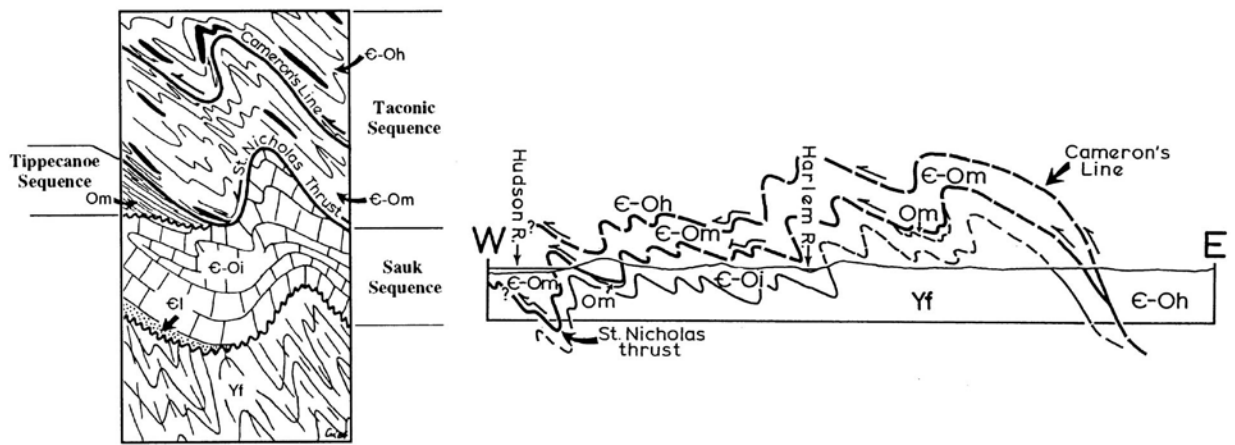 Cameron's Line
Є-Oh
Taconic
Sequence
Tippecanoe
Sequence
Om
St. Nicholas
Thrust
Є-Om
Є-Oi
Sauk
Sequence
Єl
Yf
W
Hudson R.
?
Є-Oh
Є-Om
Harlem R.
Є-Om
Om
Cameron's
Line
E
?
Є-Om
Om
Є-Oi
Yf
Є-Oh
St. Nicholas
thrust